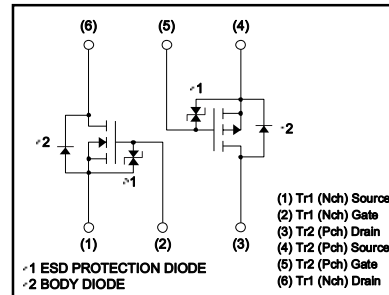 (6) (5) (4)
*1
*2
*2
*1
(1) (2) (3)
(1) Tr1 (Nch) Source
(2) Tr1 (Nch) Gate
(3) Tr2 (Pch) Drain
(4) Tr2 (Pch) Source
(5) Tr2 (Pch) Gate
(6) Tr1 (Nch) Drain
*1 ESD PROTECTION DIODE
*2 BODY DIODE